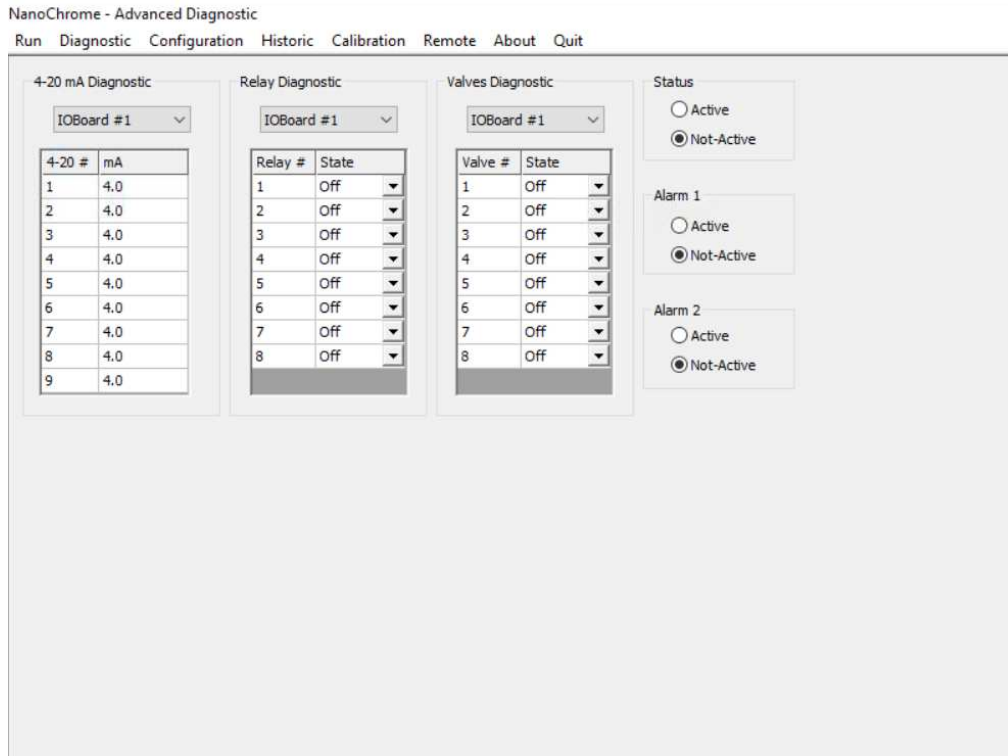 NanoChrome - Advanced Diagnostic
Run Diagnostic Configuration Historic Calibration Remote About Quit
4-20 mA Diagnostic
IOBoard #1
4-20 # mA
1 4.0
2 4.0
3 4.0
4 4.0
5 4.0
6 4.0
7 4.0
8 4.0
9 4.0
Relay Diagnostic
IOBoard #1
Relay # State
1 Off
2 Off
3 Off
4 Off
5 Off
6 Off
7 Off
8 Off
Valves Diagnostic
IOBoard #1
Valve # State
1 Off
2 Off
3 Off
4 Off
5 Off
6 Off
7 Off
8 Off
Status
Active
Not-Active
Alarm 1
Active
Not-Active
Alarm 2
Active
Not-Active